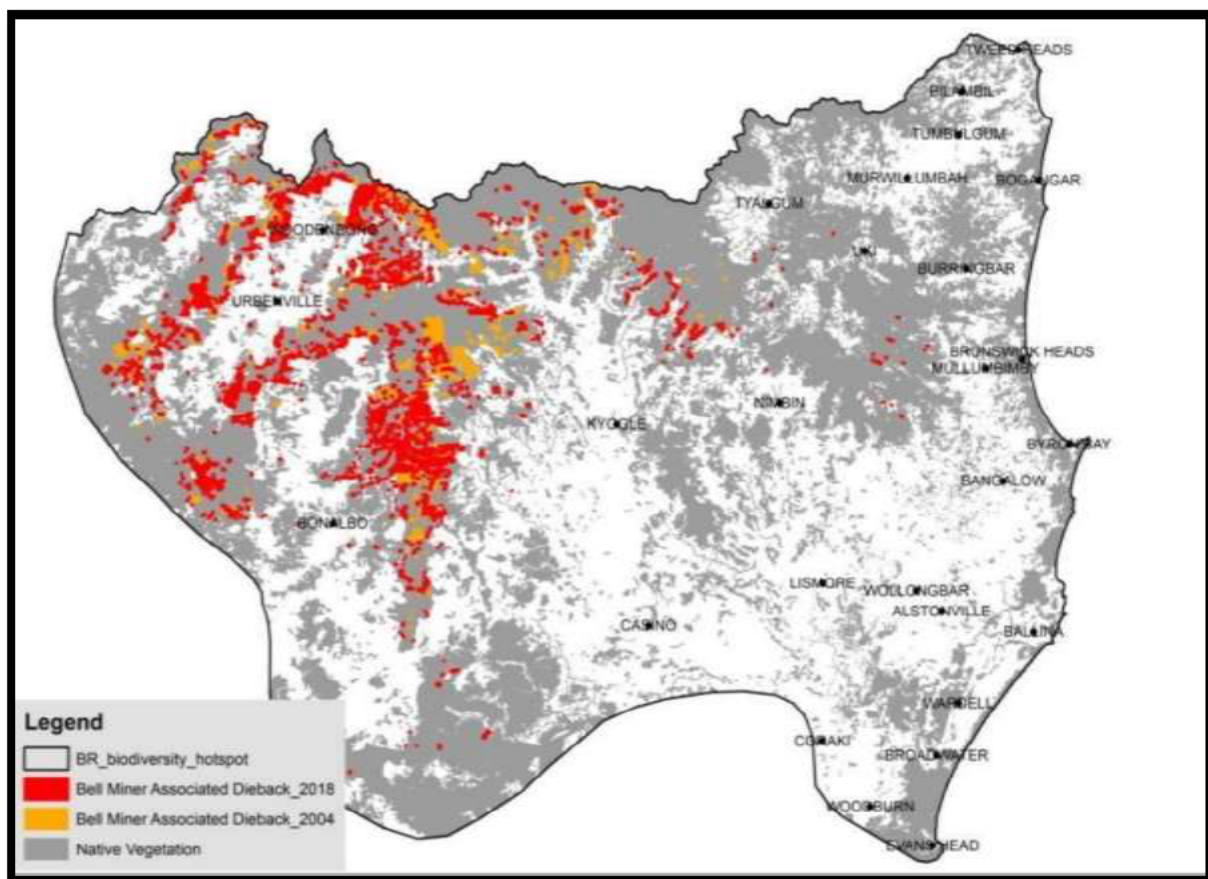 TWEED HEADS
BILAMBIL
TUMBULGUM
MURWILLUMBAH
BOGANGAR
TYALGUM
WOODENBONG
UKI
BURRINGBAR
URBENVILLE
BRUNSWICK HEADS
MULLUMBIMBY
NIMBIN
KYOGLE
BYRON BAY
BANGALOW
BONALBO
LISMORE
WOLLONGBAR
ALSTONVILLE
CASINO
BALLINA
WARDELL
CORAKI
BROADWATER
WOODBURN
EVANS HEAD
Legend
BR_biodiversity_hotspot
Bell Miner Associated Dieback_2018
Bell Miner Associated Dieback_2004
Native Vegetation